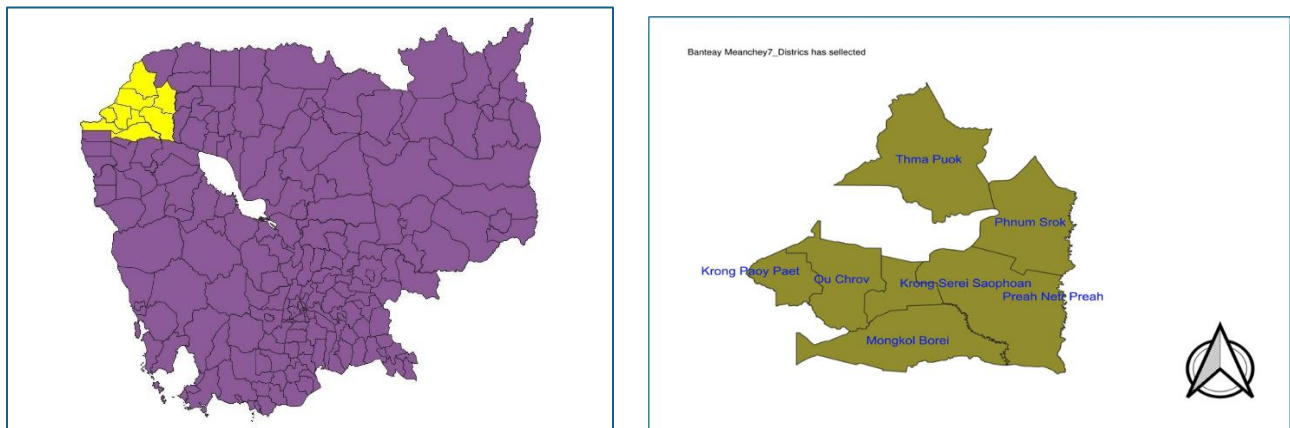 Banteay Meanchey7_Districs has sellected
Thma Puok
Phnum Srok
Krong Paoy Paet
Ou Chrov
Krong Serei Saophoan
Preah Netr Preah
Mongkol Borei